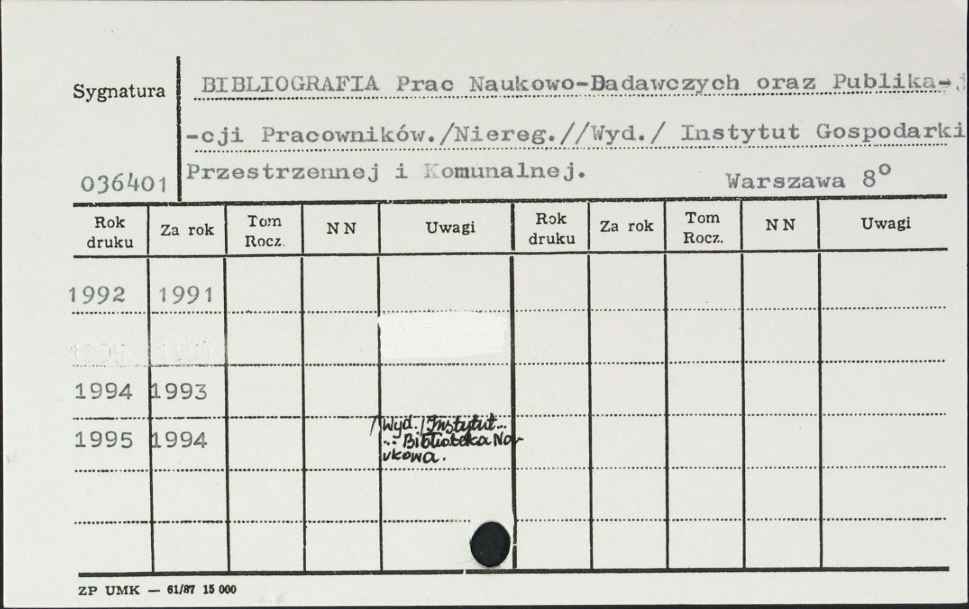 Sygnatura BIBLIOGRAFIA Prac Naukowo-Badawczych oraz Publika-
-cji Pracowników./Niereg.//Wyd./ Instytut Gospodarki
036401 Przestrzennej i Komunalnej. Warszawa 8°
Rok druku Za rok Tom Rocz. NN Uwagi Rok druku Za rok Tom Rocz. NN Uwagi
1992 1991
1994 1993
1995 1994 /Wyd./Instytut...
... Biblioteka Na-
ukowa.
ZP UMK — 61/87 15 000